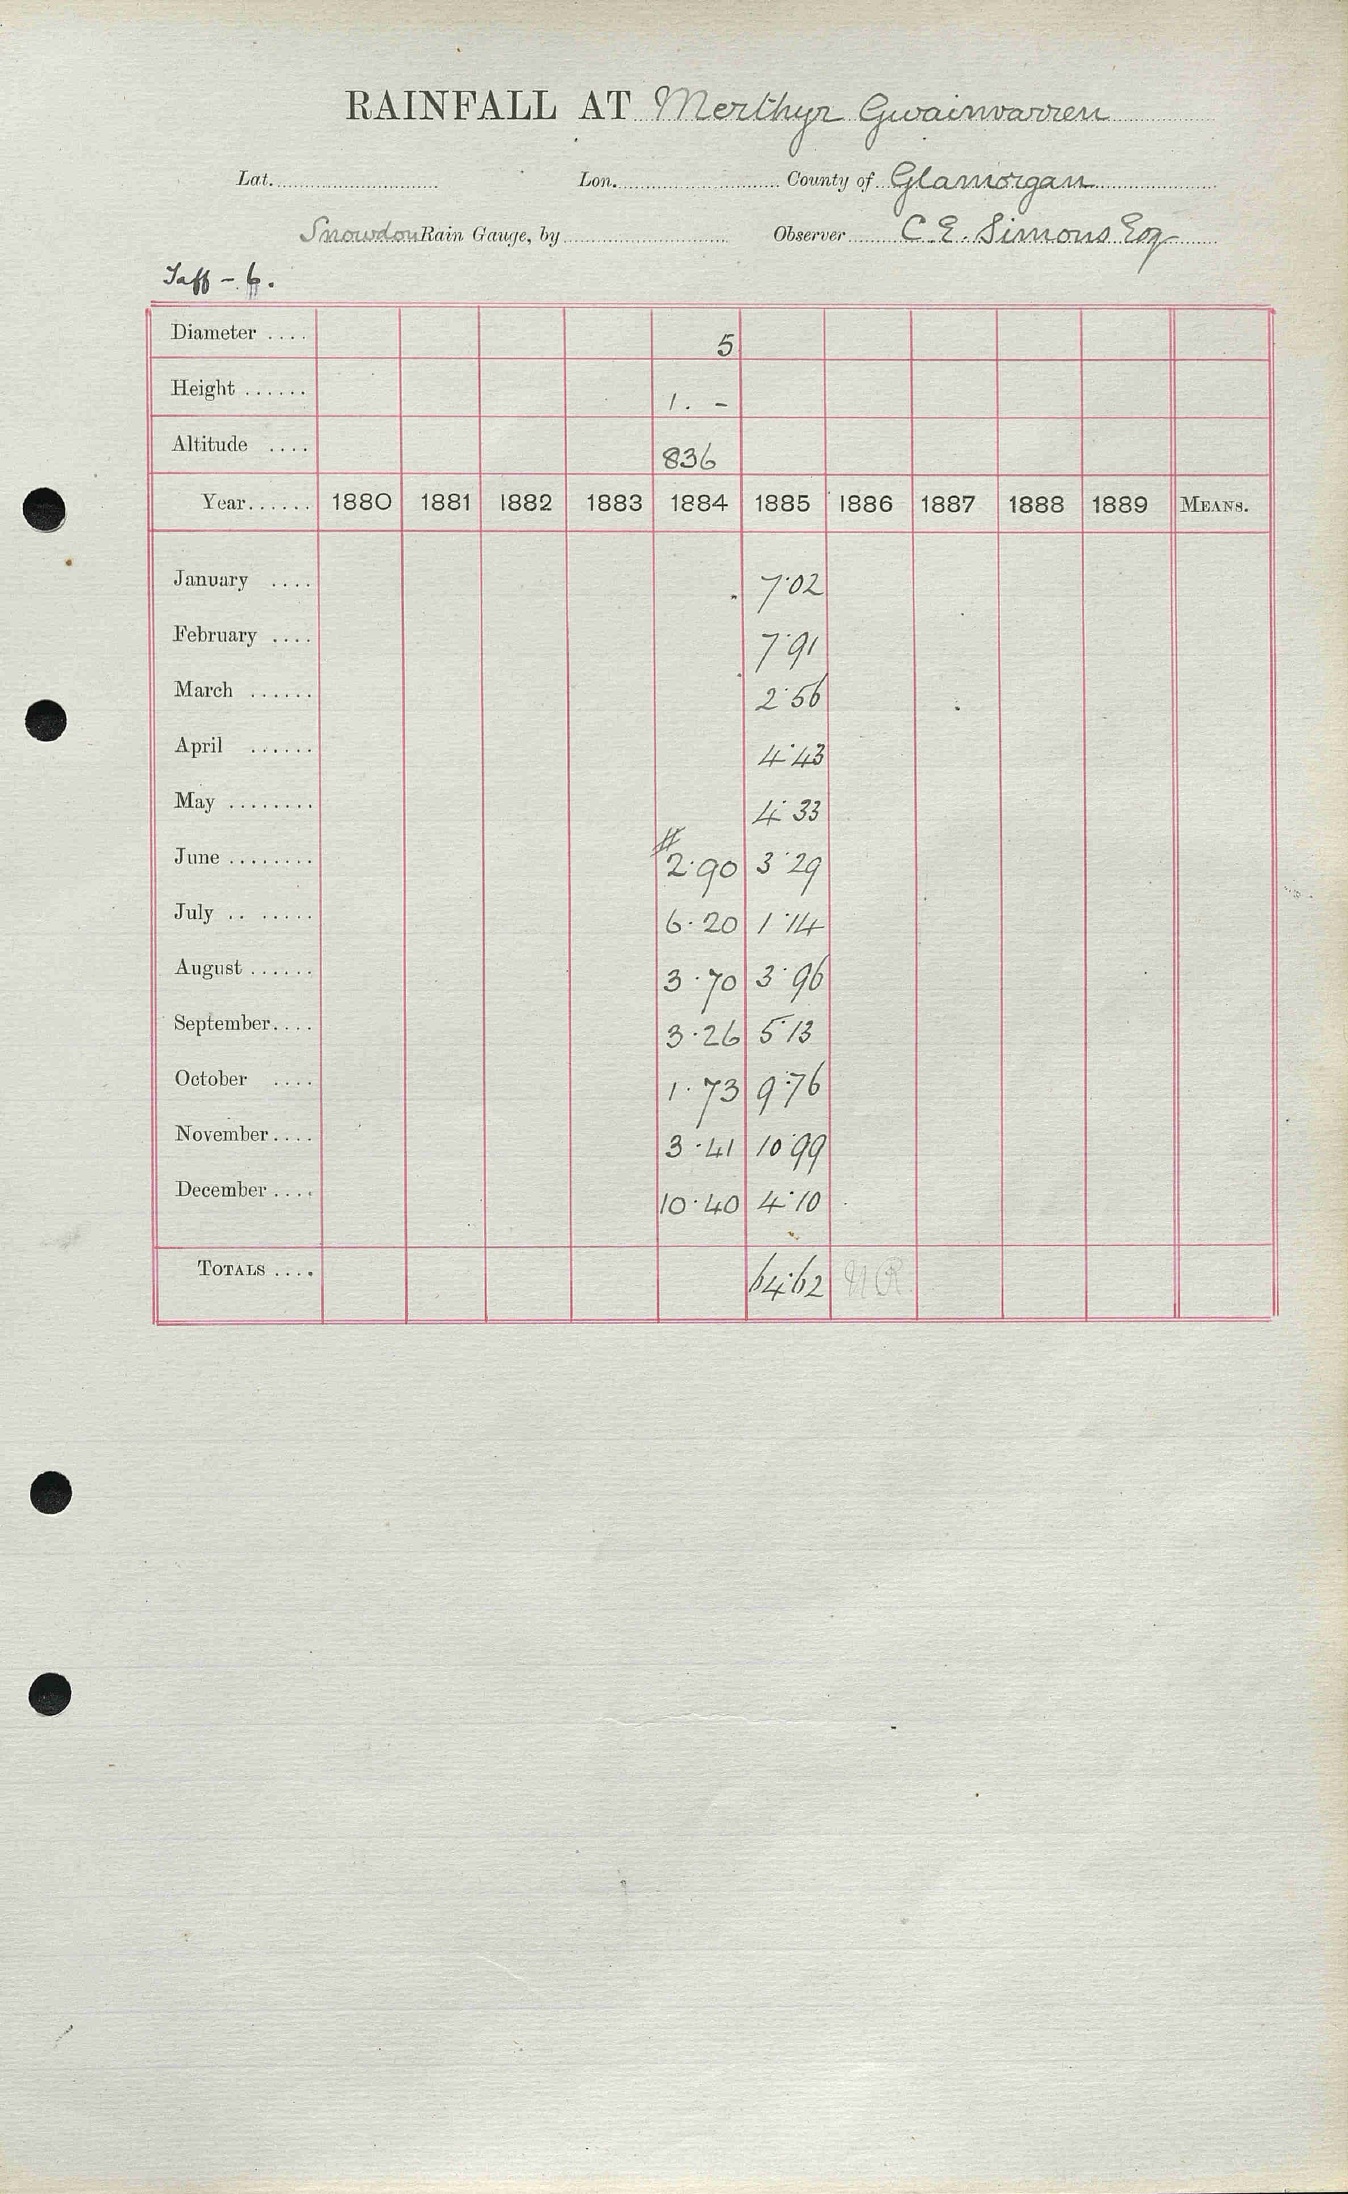 RAINFALL AT Merthyr Gwainwarren
Lat. Lon. County of Glamorgan
Snowdon Rain Gauge, by Observer C. E. Simons Esq
Taff - 6.
Diameter .... 5
Height ...... 1. -
Altitude .... 836
Year...... 1880 1881 1882 1883 1884 1885 1886 1887 1888 1889 MEANS.
January .... 7.02
February .... 7.91
March ...... 2.56
April ...... 4.43
May ........ 4.33
June ........ # 2.90 3.29
July .. ..... 6.20 1.14
August ...... 3.70 3.96
September.... 3.26 5.13
October .... 1.73 9.76
November.... 3.41 10.99
December .... 10.40 4.10
TOTALS .... 64.62 NR.